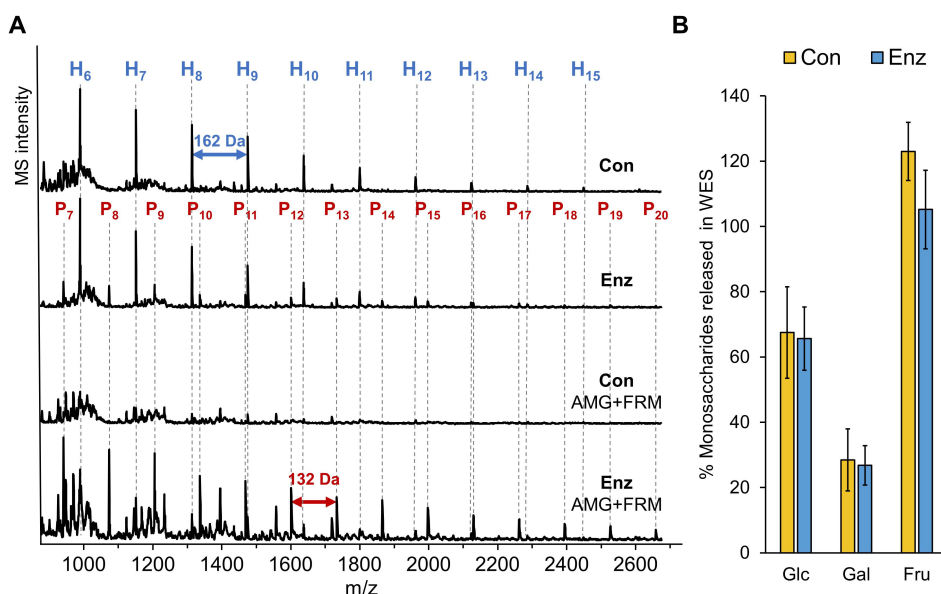 A
MS intensity
H6 H7 H8 H9 H10 H11 H12 H13 H14 H15
162 Da
Con
P7 P8 P9 P10 P11 P12 P13 P14 P15 P16 P17 P18 P19 P20
Enz
Con
AMG+FRM
132 Da
Enz
AMG+FRM
1000 1200 1400 1600 1800 2000 2200 2400 2600
m/z
B
Con Enz
% Monosaccharides released in WES
140
120
100
80
60
40
20
0
Glc Gal Fru